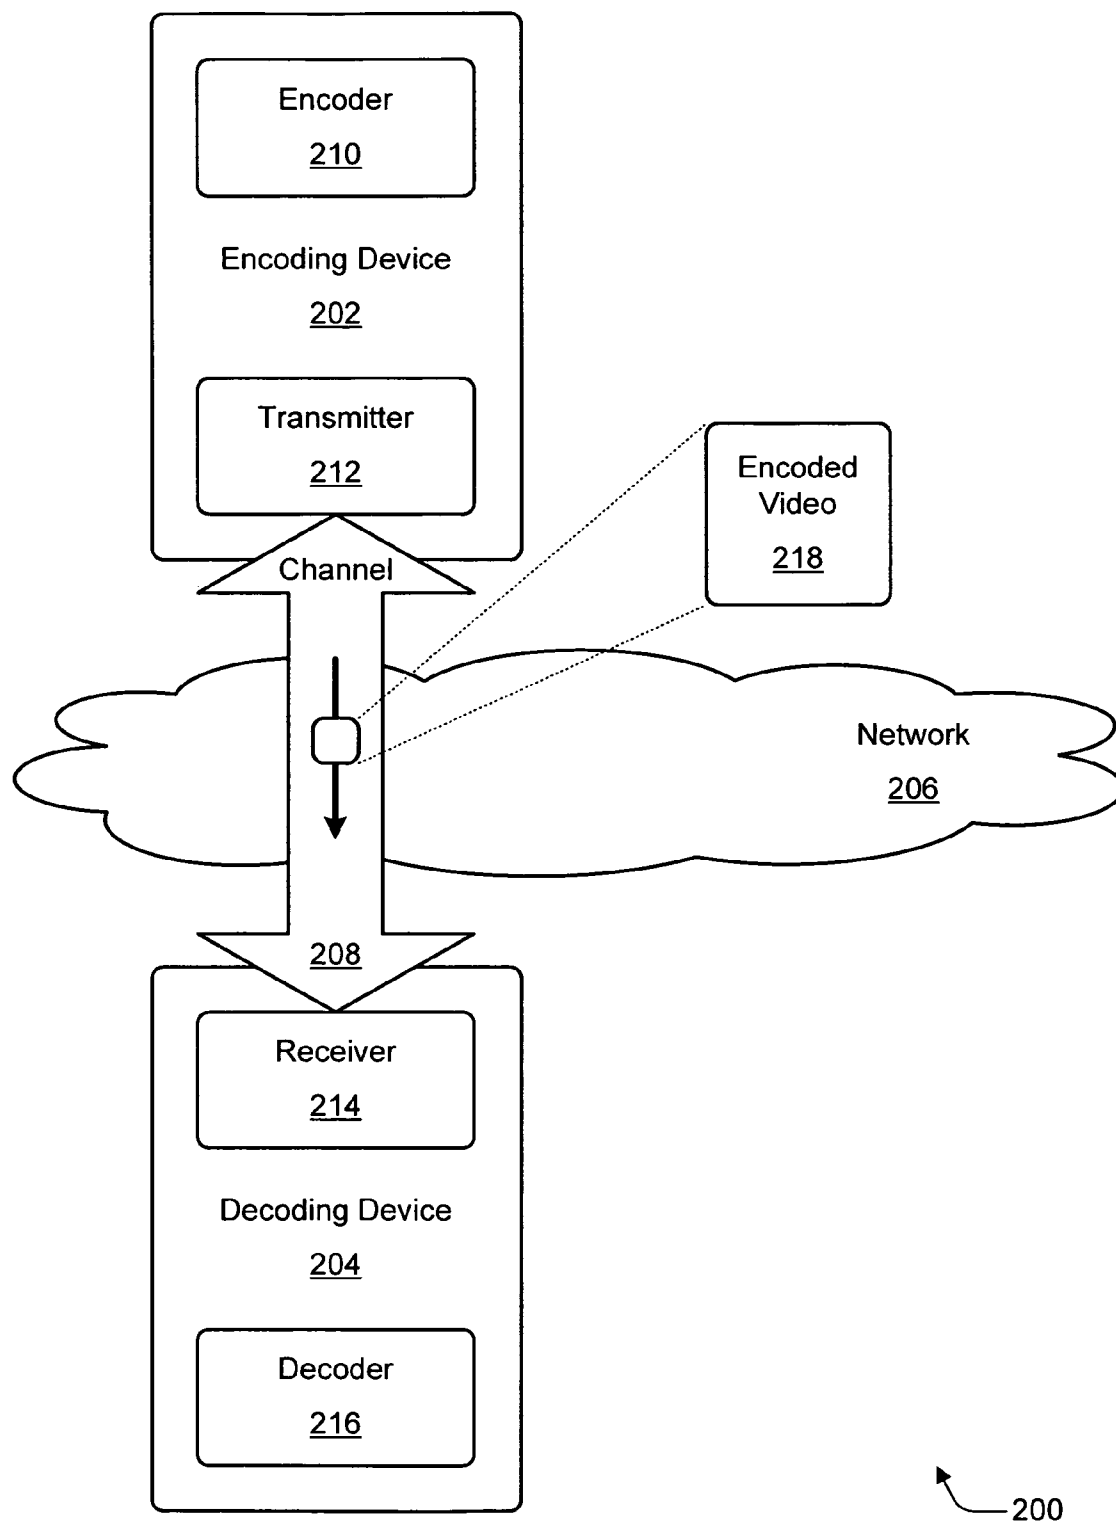 Encoder
210
Encoding Device
202
Transmitter
212
Encoded
Video
218
Channel
Network
206
208
Receiver
214
Decoding Device
204
Decoder
216
200